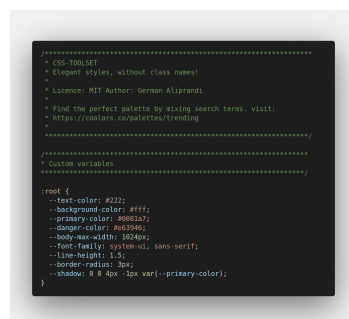 /******************************************************************
* CSS-TOOLSET
* Elegant styles, without class names!
*
* Licence: MIT Author: German Aliprandi
*
* Find the perfect palette by mixing search terms. visit:
* https://coolors.co/palettes/trending
*
*****************************************************************/
/*****************************************************************
* Custom variables
*****************************************************************/
:root {
--text-color: #222;
--background-color: #fff;
--primary-color: #0081a7;
--danger-color: #e63946;
--body-max-width: 1024px;
--font-family: system-ui, sans-serif;
--line-height: 1.5;
--border-radius: 3px;
--shadow: 0 0 4px -1px var(--primary-color);
}